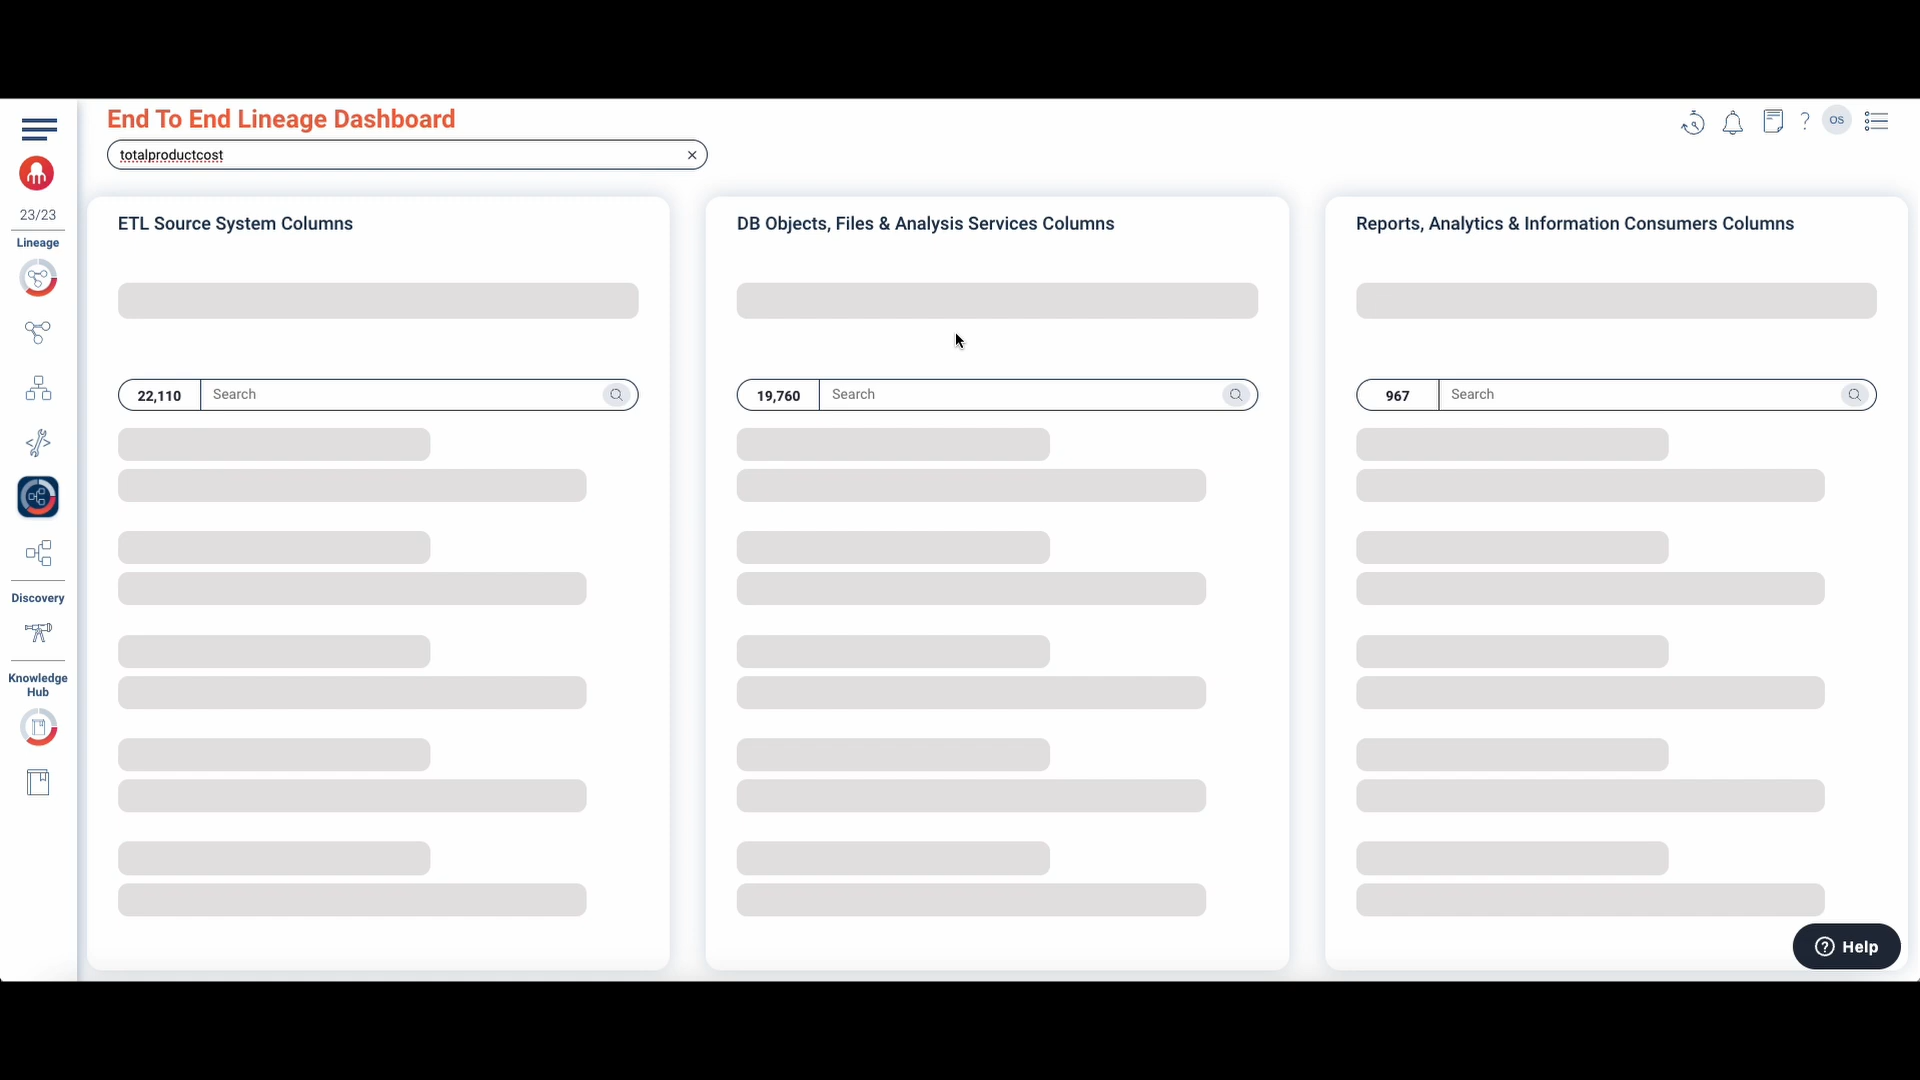 End To End Lineage Dashboard
totalproductcost
?
OS
23/23
Lineage
Discovery
Knowledge
Hub
ETL Source System Columns
22,110 Search
DB Objects, Files & Analysis Services Columns
19,760 Search
Reports, Analytics & Information Consumers Columns
967 Search
? Help